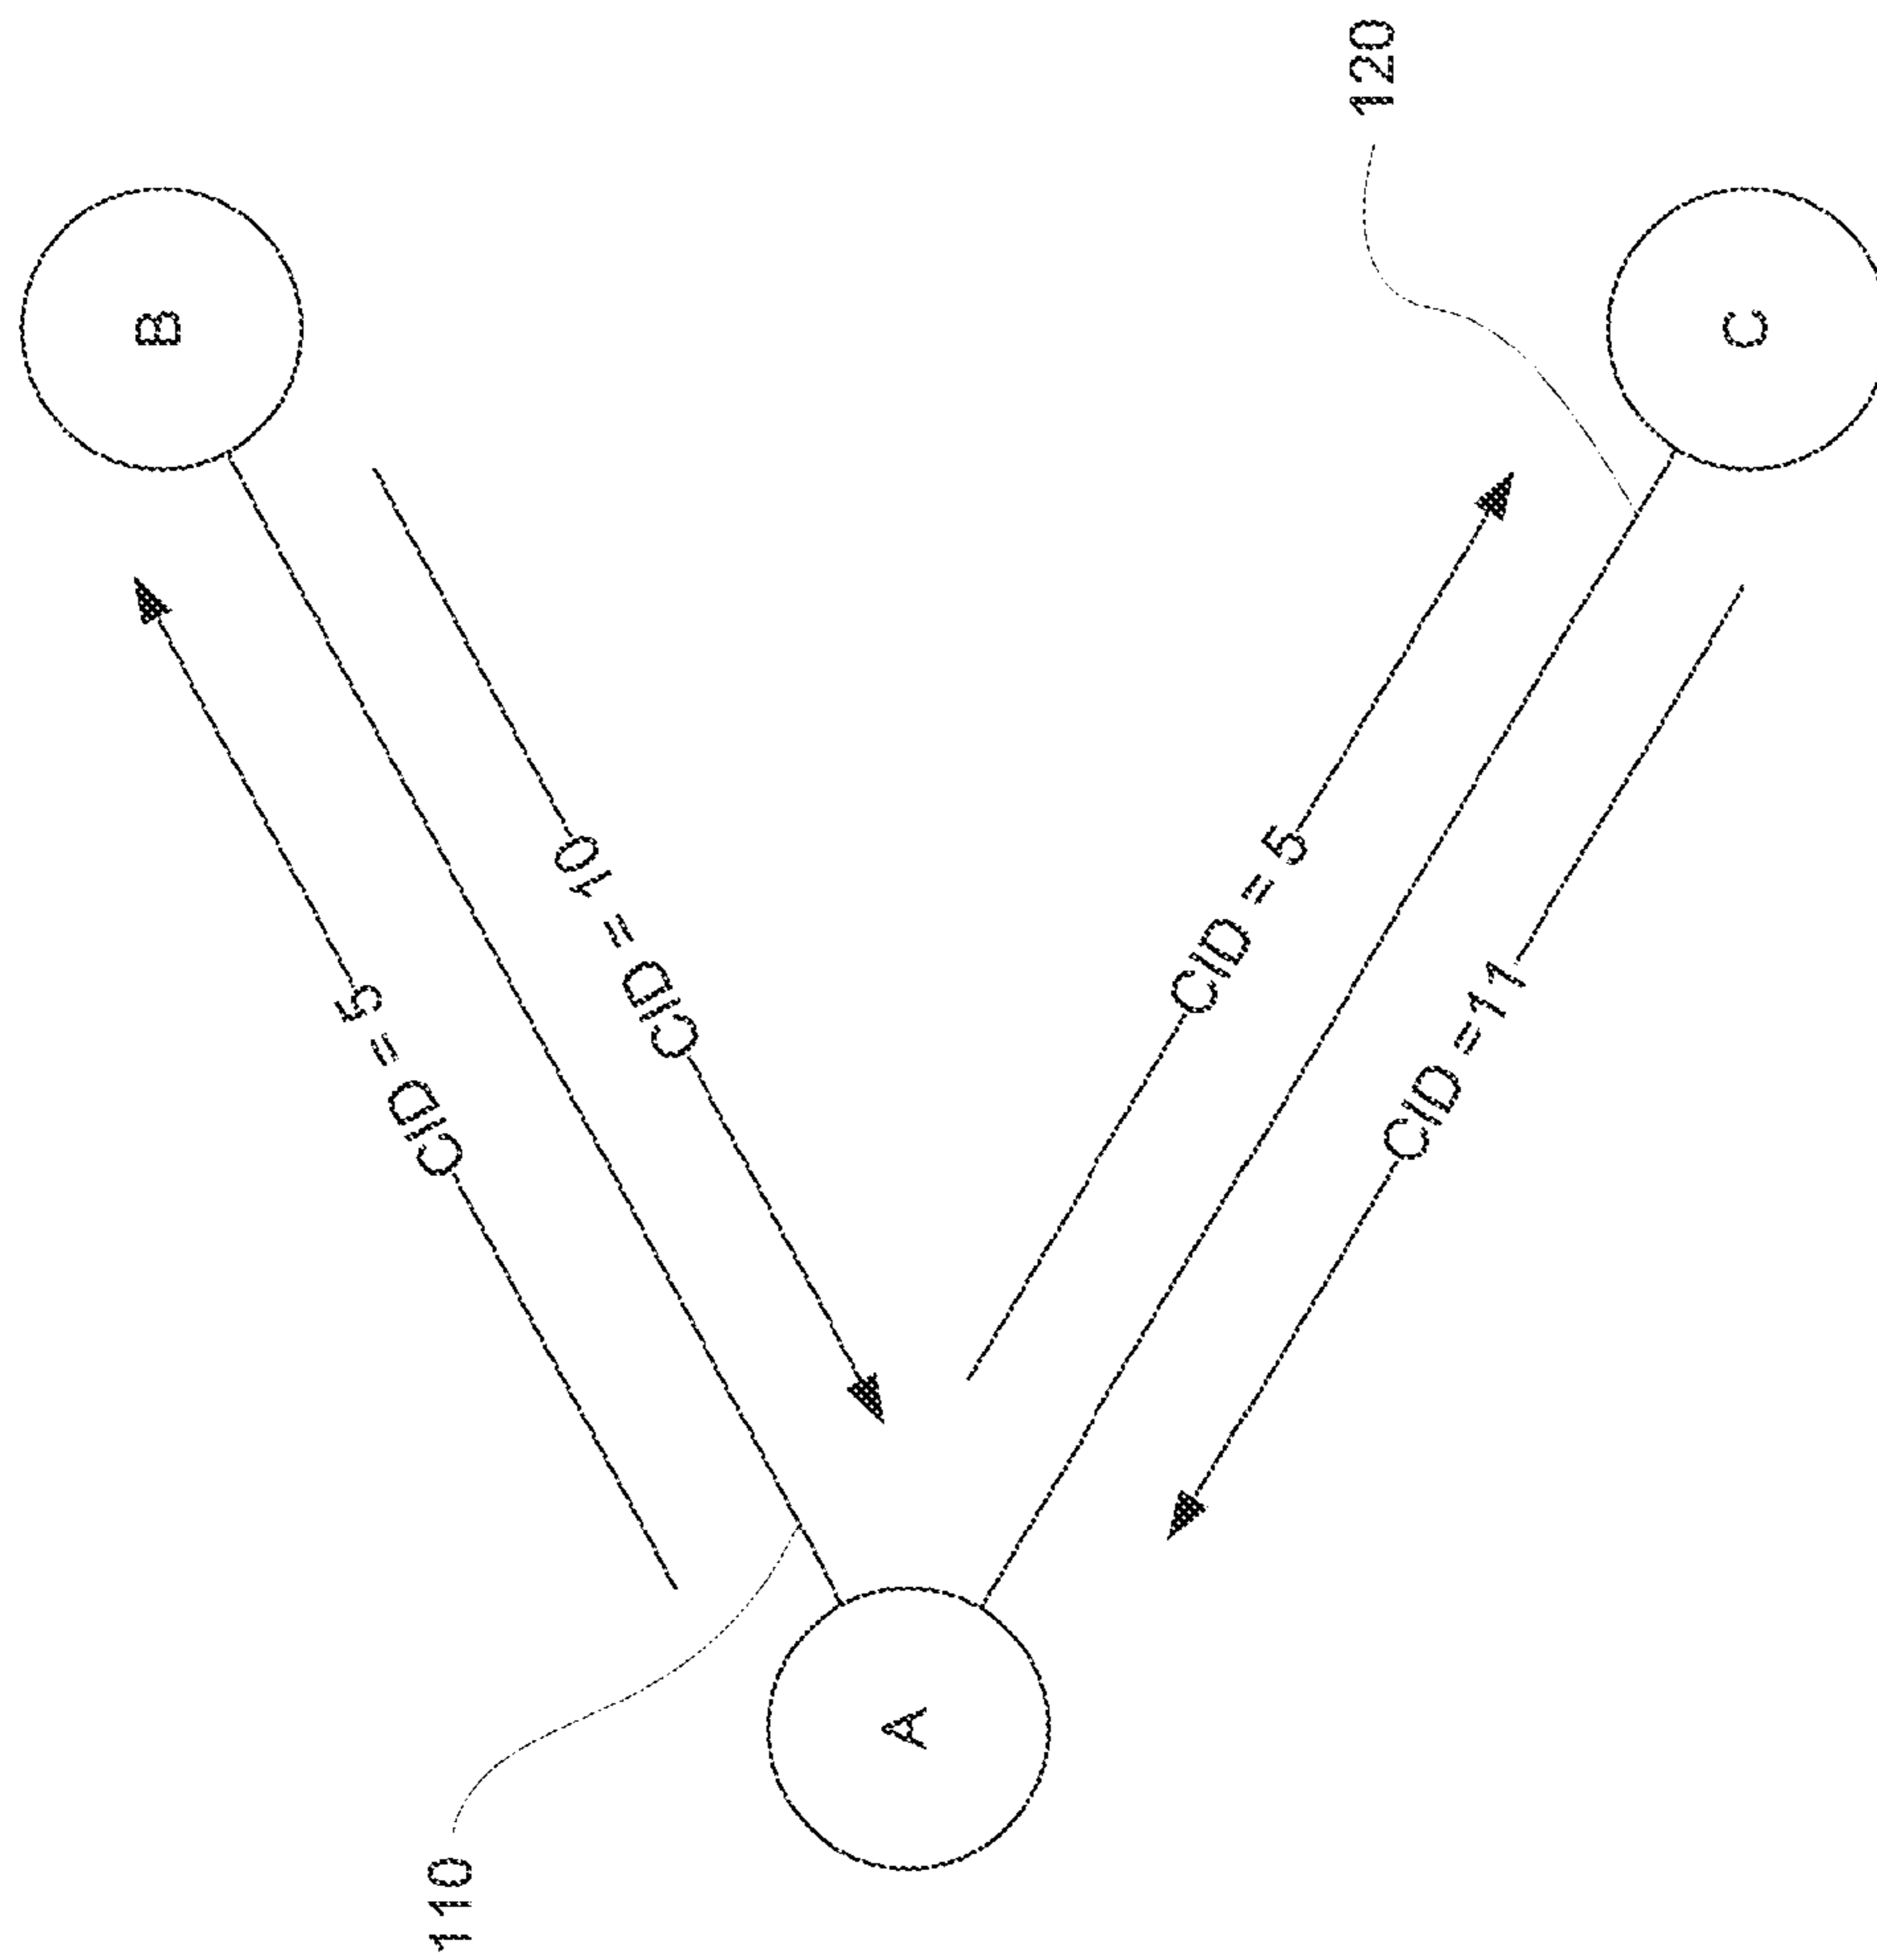 110
A
B
C
120
CID = 5
CID = 10
CID = 5
CID =11